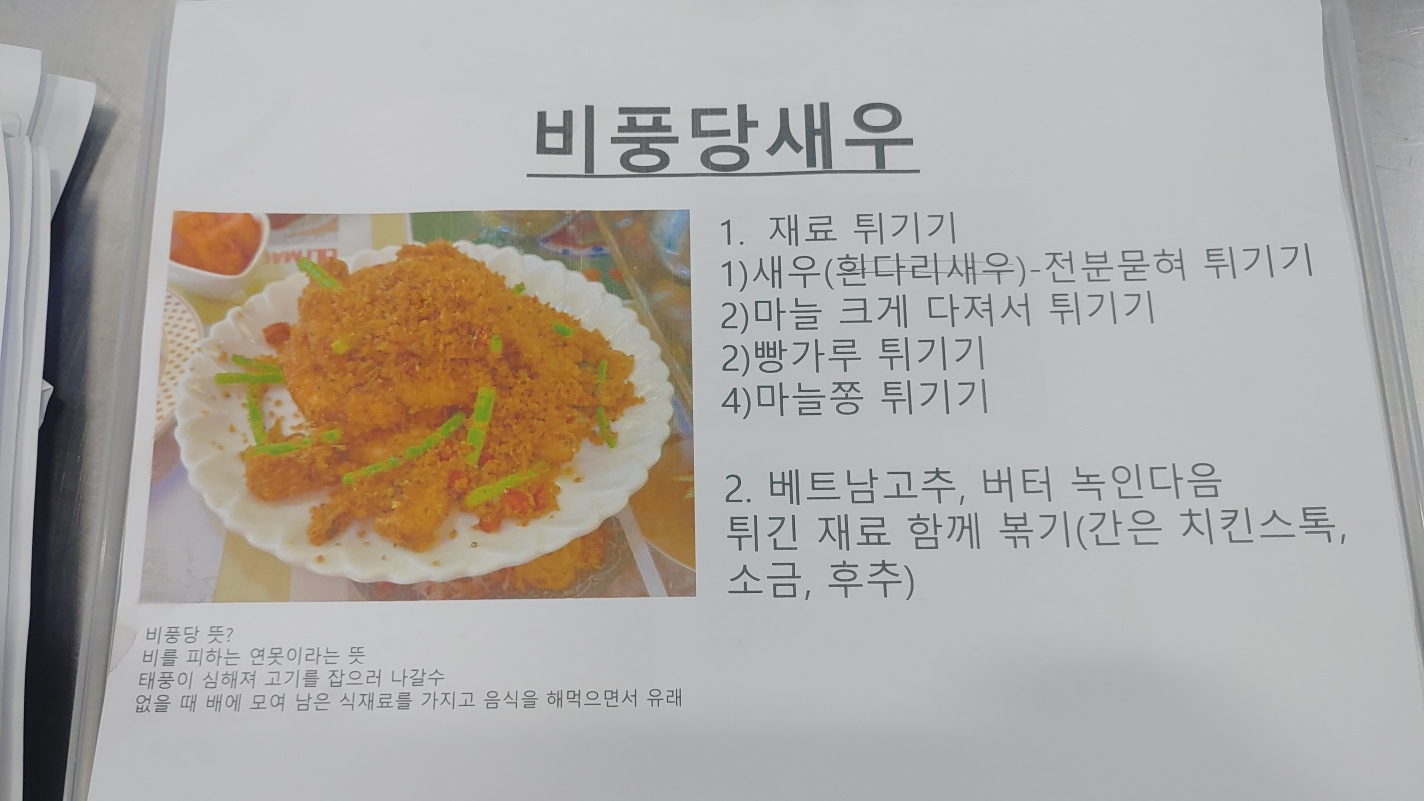 비풍당새우
1. 재료 튀기기
1)새우(흰다리새우)-전분묻혀 튀기기
2)마늘 크게 다져서 튀기기
2)빵가루 튀기기
4)마늘쫑 튀기기
2. 베트남고추, 버터 녹인다음
튀긴 재료 함께 볶기(간은 치킨스톡,
소금, 후추)
비풍당 뜻?
비를 피하는 연못이라는 뜻
태풍이 심해져 고기를 잡으러 나갈수
없을 때 배에 모여 남은 식재료를 가지고 음식을 해먹으면서 유래